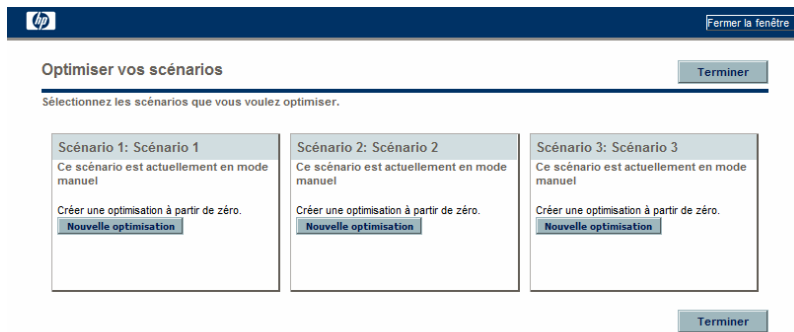 hp
Fermer la fenêtre
Optimiser vos scénarios
Terminer
Sélectionnez les scénarios que vous voulez optimiser.
Scénario 1: Scénario 1
Ce scénario est actuellement en mode
manuel
Créer une optimisation à partir de zéro.
Nouvelle optimisation
Scénario 2: Scénario 2
Ce scénario est actuellement en mode
manuel
Créer une optimisation à partir de zéro.
Nouvelle optimisation
Scénario 3: Scénario 3
Ce scénario est actuellement en mode
manuel
Créer une optimisation à partir de zéro.
Nouvelle optimisation
Terminer